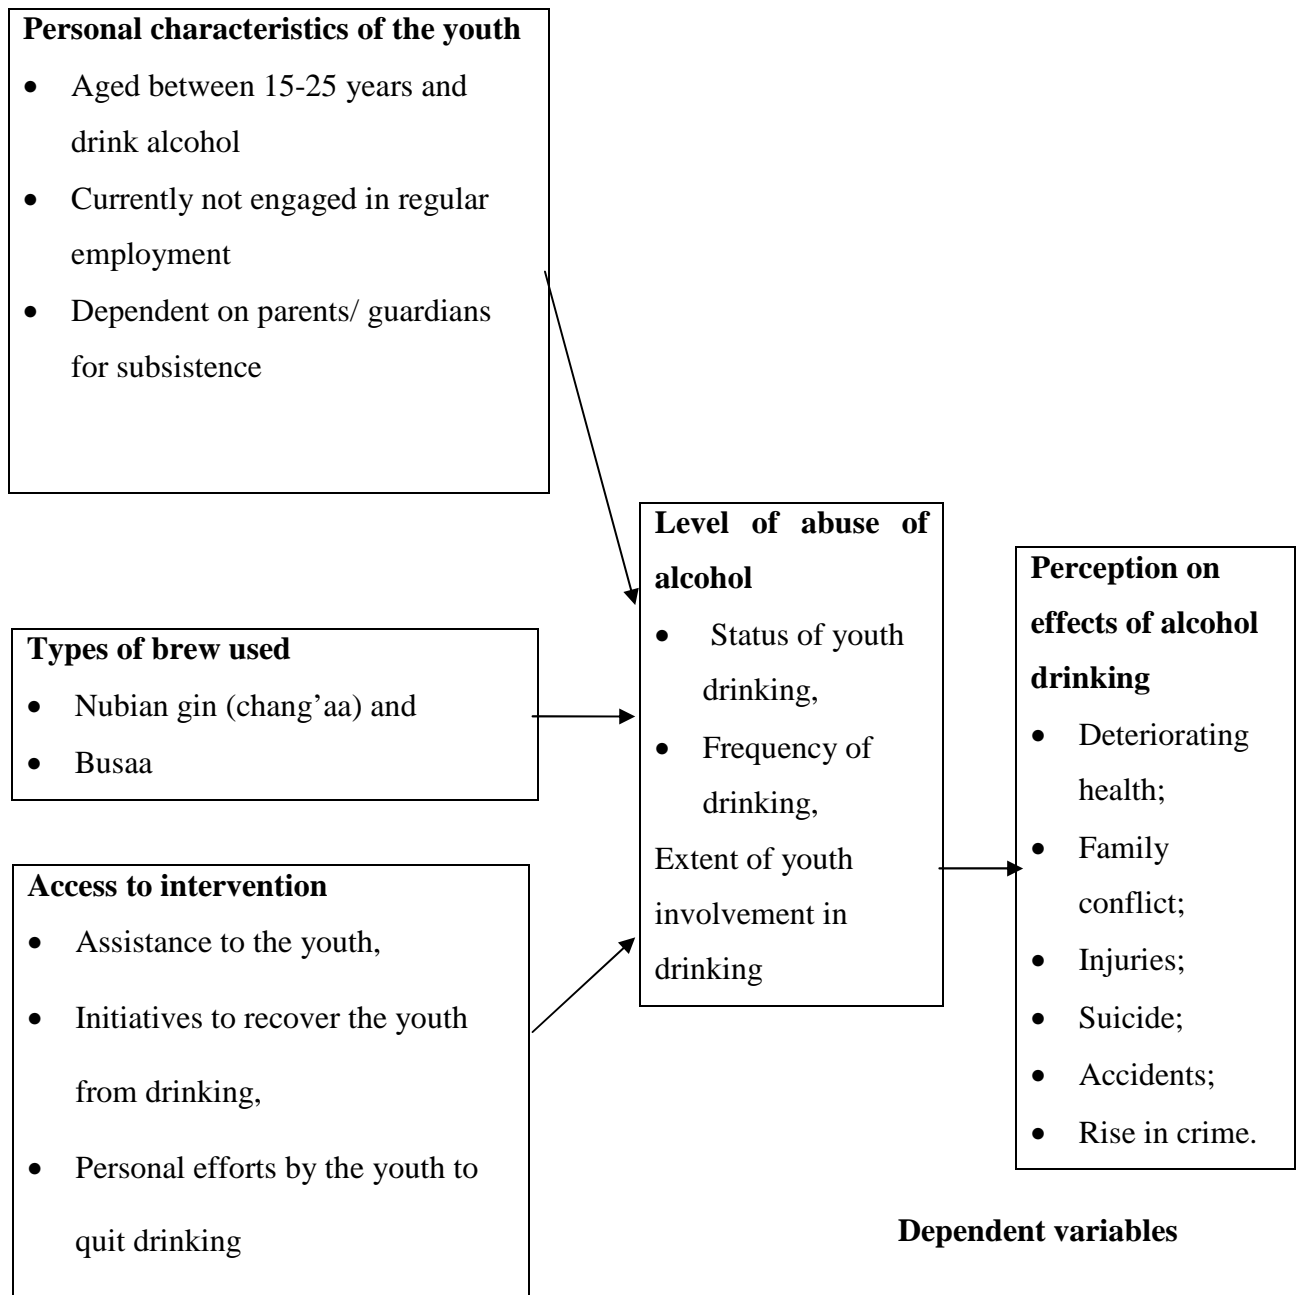 Personal characteristics of the youth
• Aged between 15-25 years and
drink alcohol
• Currently not engaged in regular
employment
• Dependent on parents/ guardians
for subsistence
Types of brew used
• Nubian gin (chang’aa) and
• Busaa
Access to intervention
• Assistance to the youth,
• Initiatives to recover the youth
from drinking,
• Personal efforts by the youth to
quit drinking
Level of abuse of
alcohol
• Status of youth
drinking,
• Frequency of
drinking,
Extent of youth
involvement in
drinking
Perception on
effects of alcohol
drinking
• Deteriorating
health;
• Family
conflict;
• Injuries;
• Suicide;
• Accidents;
• Rise in crime.
Dependent variables